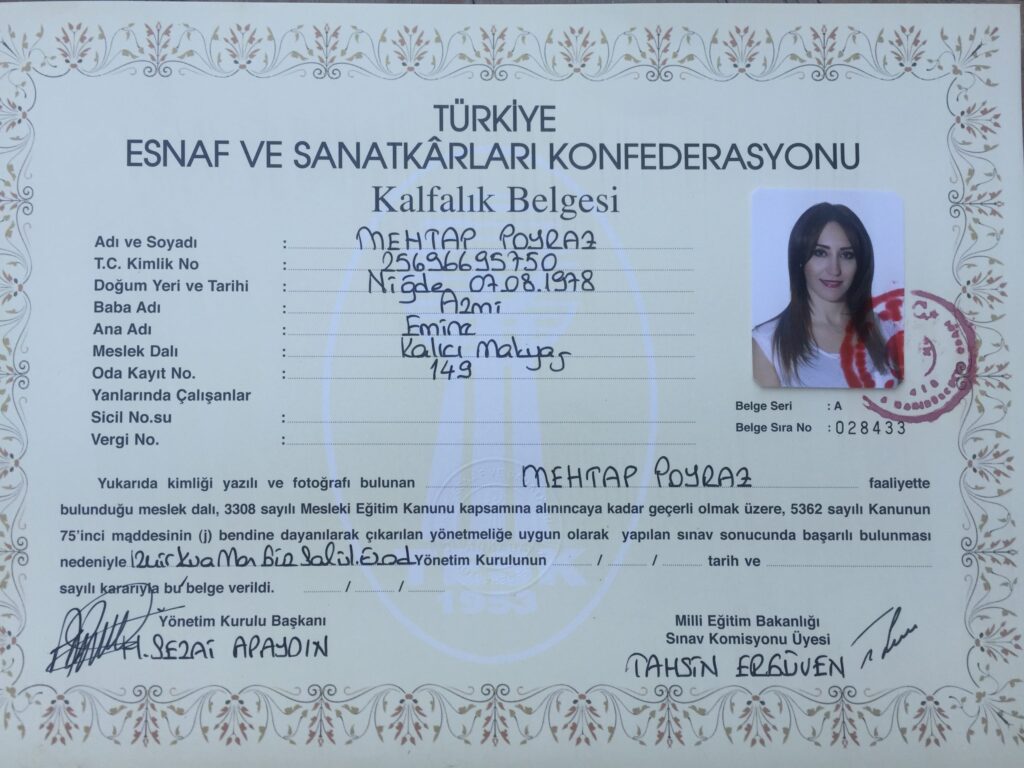 TÜRKİYE
ESNAF VE SANATKÂRLARI KONFEDERASYONU
Kalfalık Belgesi
Adı ve Soyadı : MEHTAP POYRAZ
T.C. Kimlik No : 25696695750
Doğum Yeri ve Tarihi : Niğde 07.08.1978
Baba Adı : Azmi
Ana Adı : Emine
Meslek Dalı : Kalıcı Makyaj
Oda Kayıt No. : 149
Yanlarında Çalışanlar
Sicil No.su :
Vergi No. :
Belge Seri : A
Belge Sıra No : 028433
Yukarıda kimliği yazılı ve fotoğrafı bulunan MEHTAP POYRAZ faaliyette
bulunduğu meslek dalı, 3308 sayılı Mesleki Eğitim Kanunu kapsamına alınıncaya kadar geçerli olmak üzere, 5362 sayılı Kanunun
75'inci maddesinin (j) bendine dayanılarak çıkarılan yönetmeliğe uygun olarak yapılan sınav sonucunda başarılı bulunması
nedeniyle Yönetim Kurulunun / / tarih ve
sayılı kararıyla bu belge verildi. / /
Yönetim Kurulu Başkanı
H. SEZAİ APAYDIN
Milli Eğitim Bakanlığı
Sınav Komisyonu Üyesi
TAHSİN ERGÜVEN
TESK
1953